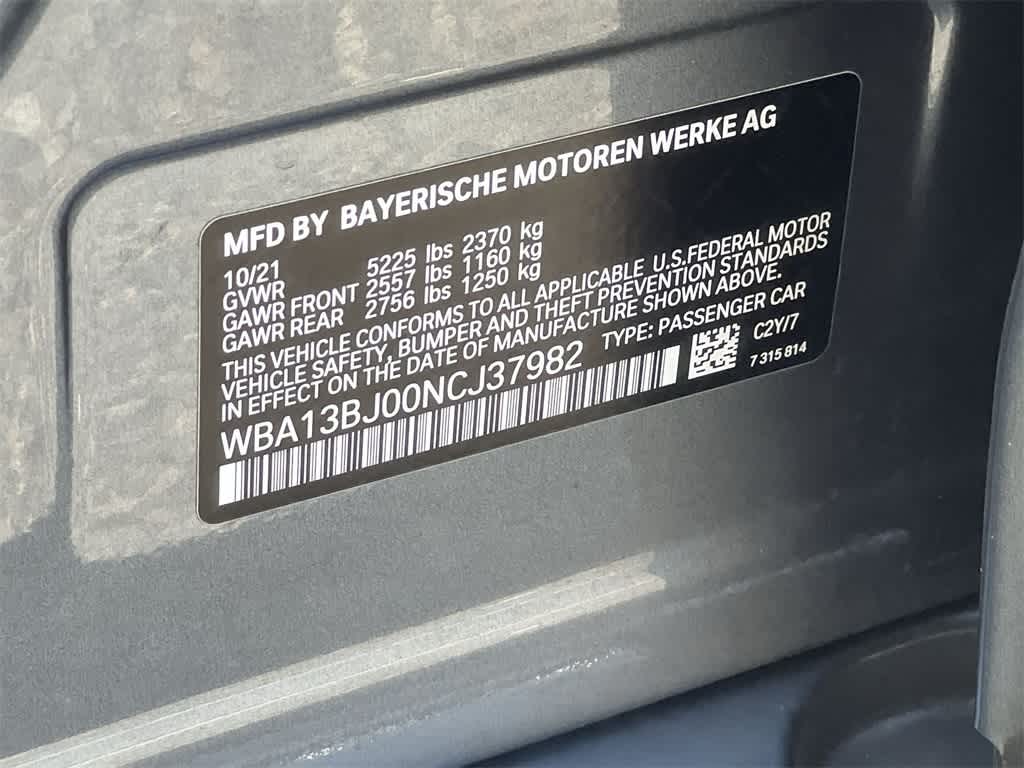 MFD BY BAYERISCHE MOTOREN WERKE AG
10/21
GVWR 5225 lbs 2370 kg
GAWR FRONT 2557 lbs 1160 kg
GAWR REAR 2756 lbs 1250 kg
THIS VEHICLE CONFORMS TO ALL APPLICABLE U.S.FEDERAL MOTOR
VEHICLE SAFETY, BUMPER AND THEFT PREVENTION STANDARDS
IN EFFECT ON THE DATE OF MANUFACTURE SHOWN ABOVE.
WBA13BJ00NCJ37982 TYPE: PASSENGER CAR
C2Y/7
7 315 814